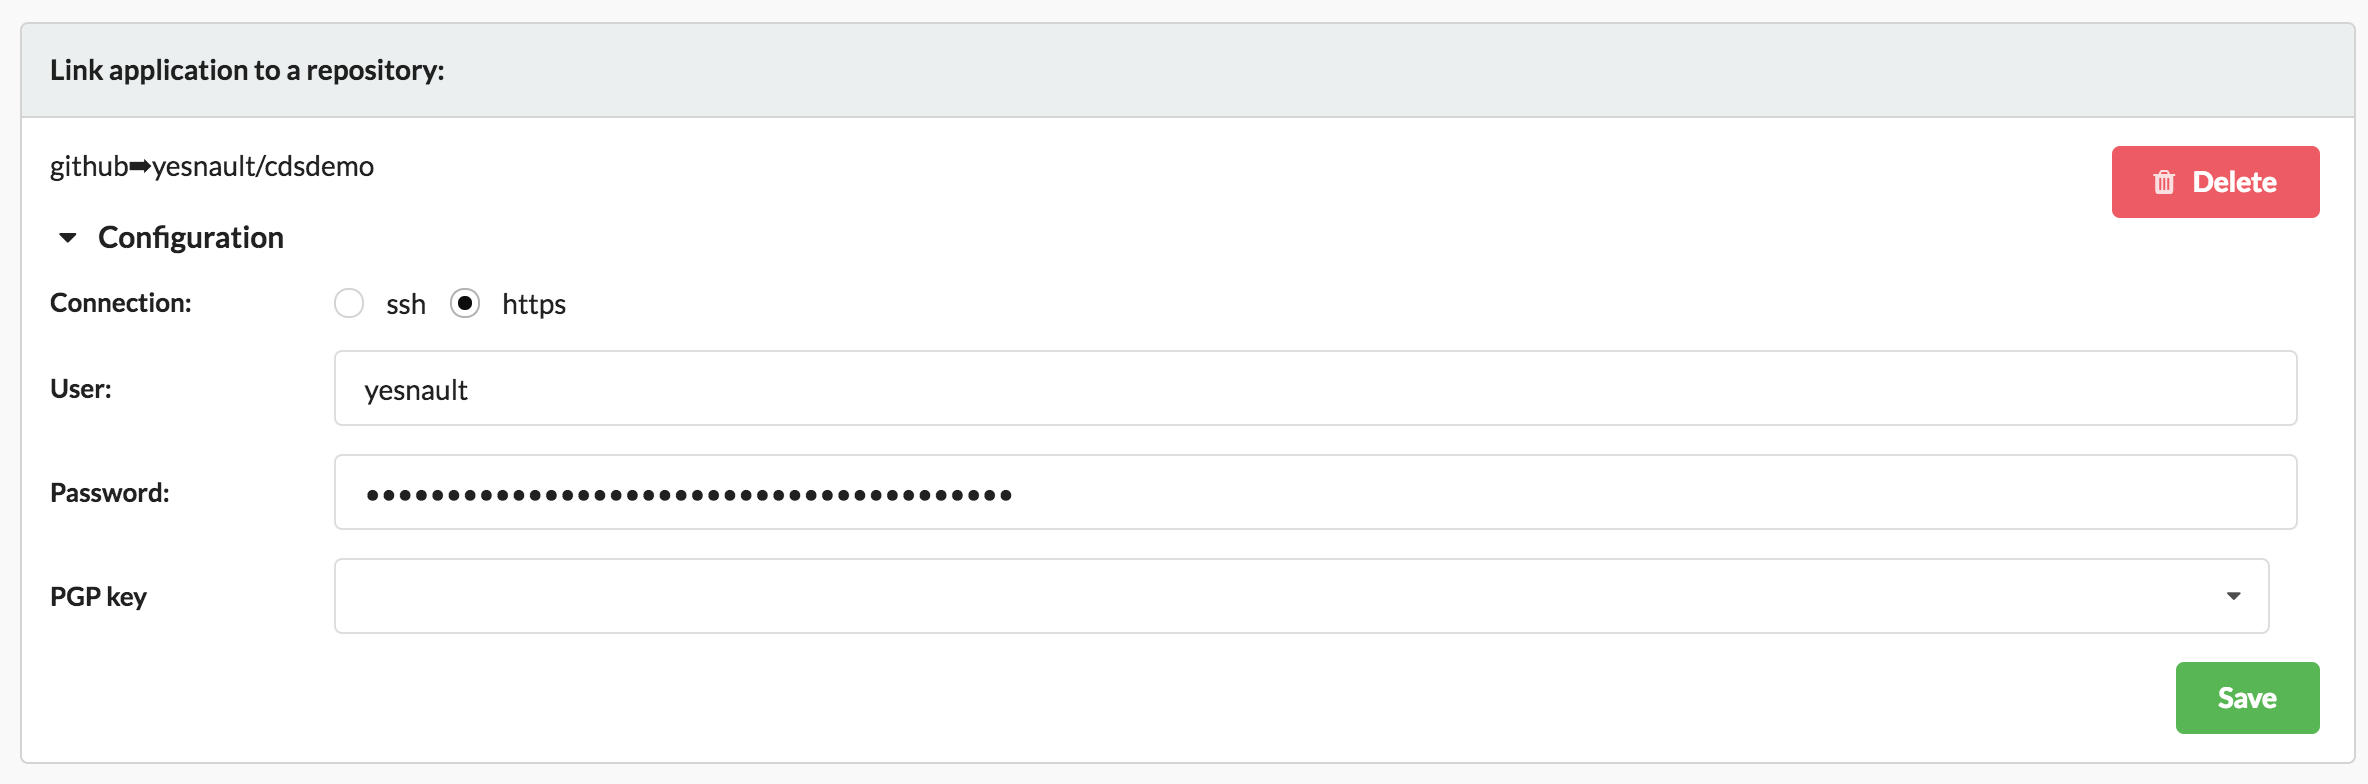 Link application to a repository:
github➡yesnault/cdsdemo
Delete
Configuration
Connection: ssh https
User: yesnault
Password: ••••••••••••••••••••••••••••••••••••••••
PGP key
Save